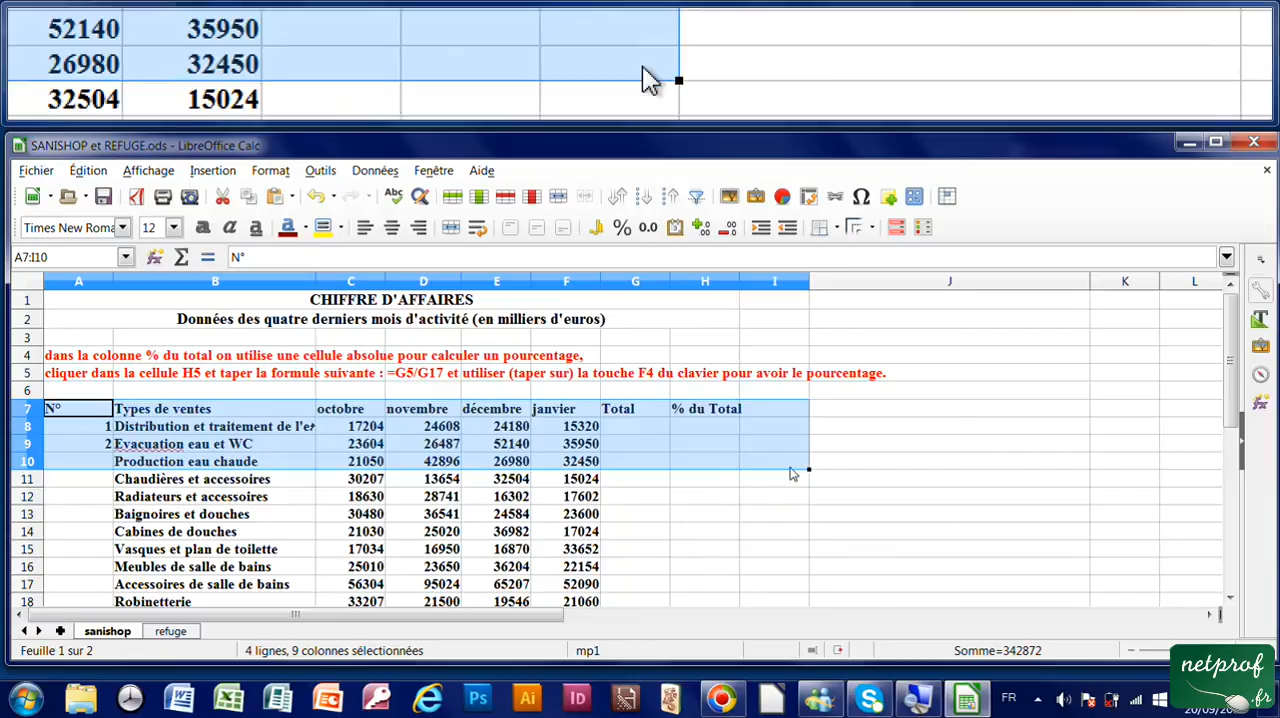 52140 35950
26980 32450
32504 15024
SANISHOP et REFUGE.ods - LibreOffice Calc
Fichier Édition Affichage Insertion Format Outils Données Fenêtre Aide
Times New Roma 12
A7:I10 N°
A B C D E F G H I J K L
1 CHIFFRE D'AFFAIRES
2 Données des quatre derniers mois d'activité (en milliers d'euros)
3
4 dans la colonne % du total on utilise une cellule absolue pour calculer un pourcentage,
5 cliquer dans la cellule H5 et taper la formule suivante : =G5/G17 et utiliser (taper sur) la touche F4 du clavier pour avoir le pourcentage.
6
7 N° Types de ventes octobre novembre décembre janvier Total % du Total
8 1 Distribution et traitement de l'e 17204 24608 24180 15320
9 2 Evacuation eau et WC 23604 26487 52140 35950
10 Production eau chaude 21050 42896 26980 32450
11 Chaudières et accessoires 30207 13654 32504 15024
12 Radiateurs et accessoires 18630 28741 16302 17602
13 Baignoires et douches 30480 36541 24584 23600
14 Cabines de douches 21030 25020 36982 17024
15 Vasques et plan de toilette 17034 16950 16870 33652
16 Meubles de salle de bains 25010 23650 36204 22154
17 Accessoires de salle de bains 56304 95024 65207 52090
18 Robinetterie 33207 21500 19546 21060
sanishop refuge
Feuille 1 sur 2 4 lignes, 9 colonnes sélectionnées mp1 Somme=342872
netprof.fr
Ps Ai Id FR